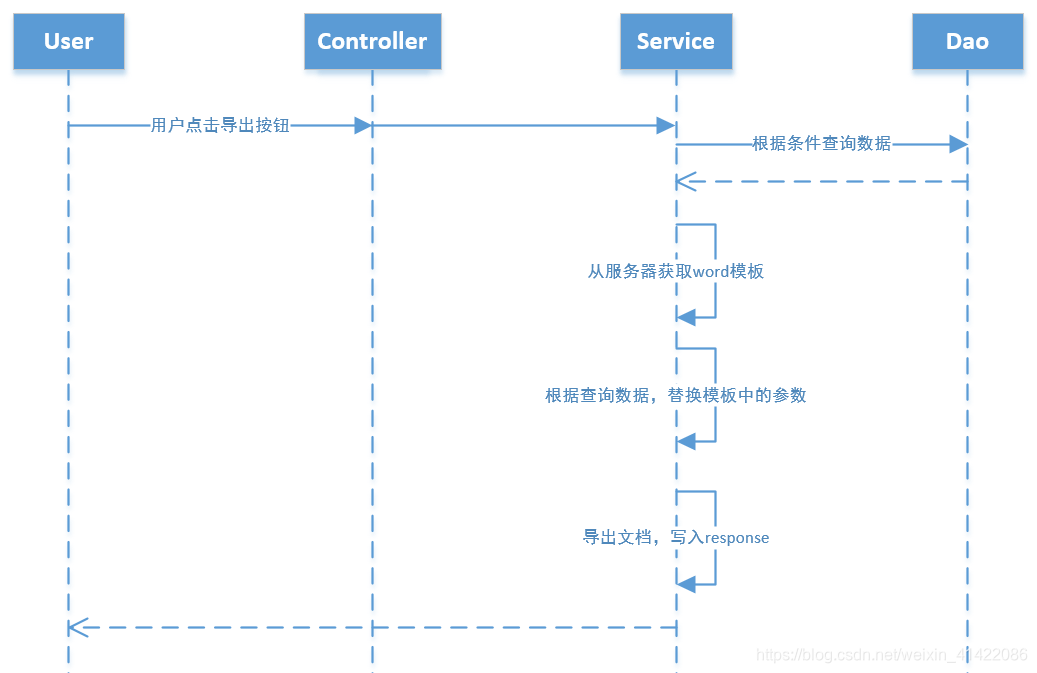 User
Controller
Service
Dao
用户点击导出按钮
根据条件查询数据
从服务器获取word模板
根据查询数据，替换模板中的参数
导出文档，写入response
https://blog.csdn.net/weixin_41422086